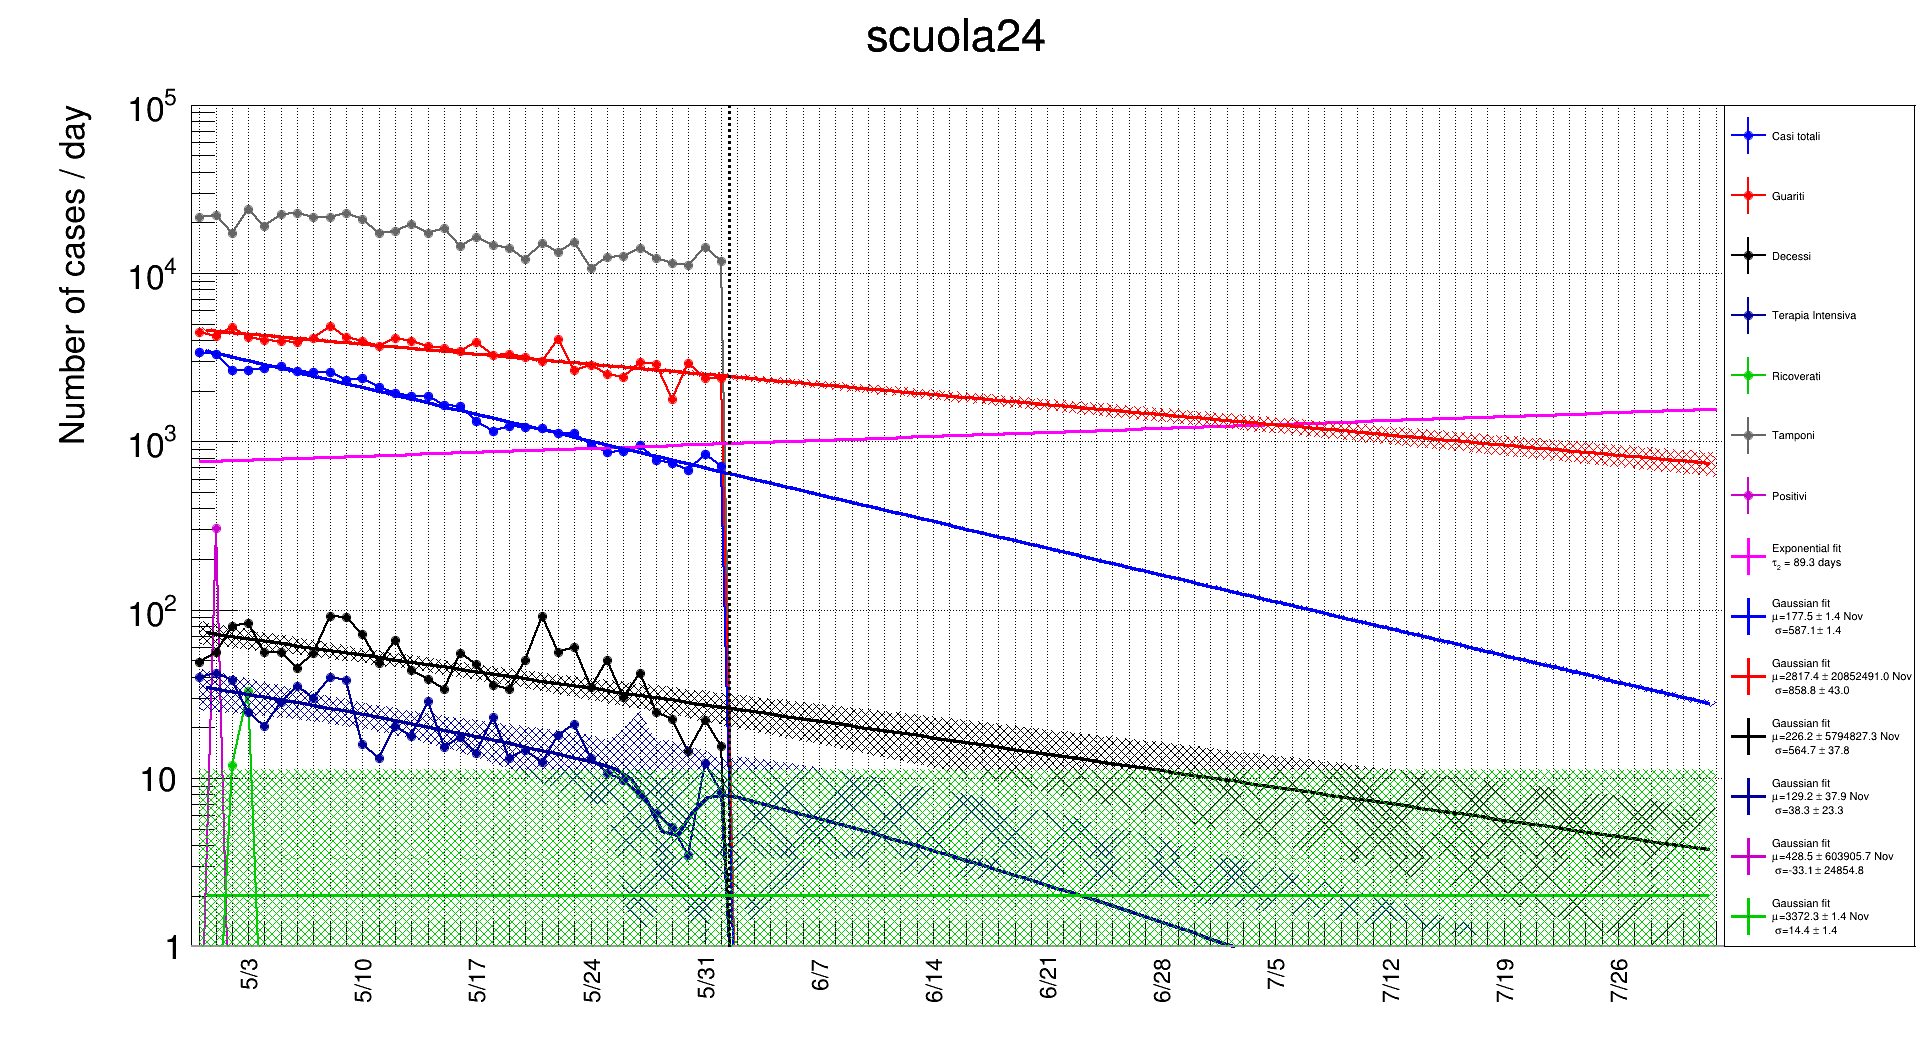 scuola24
Number of cases / day
10^5
10^4
10^3
10^2
10
1
5/3
5/10
5/17
5/24
5/31
6/7
6/14
6/21
6/28
7/5
7/12
7/19
7/26
Casi totali
Guariti
Decessi
Terapia Intensiva
Ricoverati
Tamponi
Positivi
Exponential fit
τ₂ = 89.3 days
Gaussian fit
μ=177.5 ± 1.4 Nov
σ=587.1 ± 1.4
Gaussian fit
μ=2817.4 ± 20852491.0 Nov
σ=858.8 ± 43.0
Gaussian fit
μ=226.2 ± 5794827.3 Nov
σ=564.7 ± 37.8
Gaussian fit
μ=129.2 ± 37.9 Nov
σ=38.3 ± 23.3
Gaussian fit
μ=428.5 ± 603905.7 Nov
σ=-33.1 ± 24854.8
Gaussian fit
μ=3372.3 ± 1.4 Nov
σ=14.4 ± 1.4